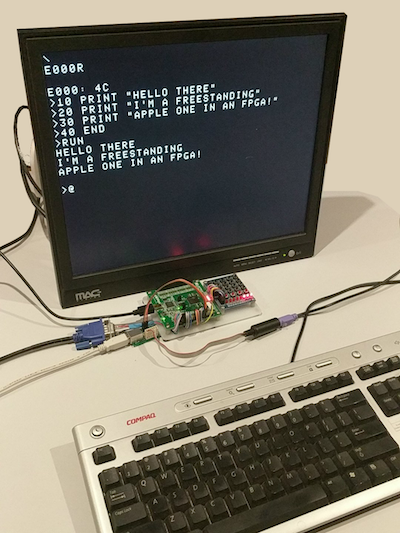 \
E000R
E000: 4C
>10 PRINT "HELLO THERE"
>20 PRINT "I'M A FREESTANDING"
>30 PRINT "APPLE ONE IN AN FPGA!"
>40 END
>RUN
HELLO THERE
I'M A FREESTANDING
APPLE ONE IN AN FPGA!
>@
MAG
COMPAQ